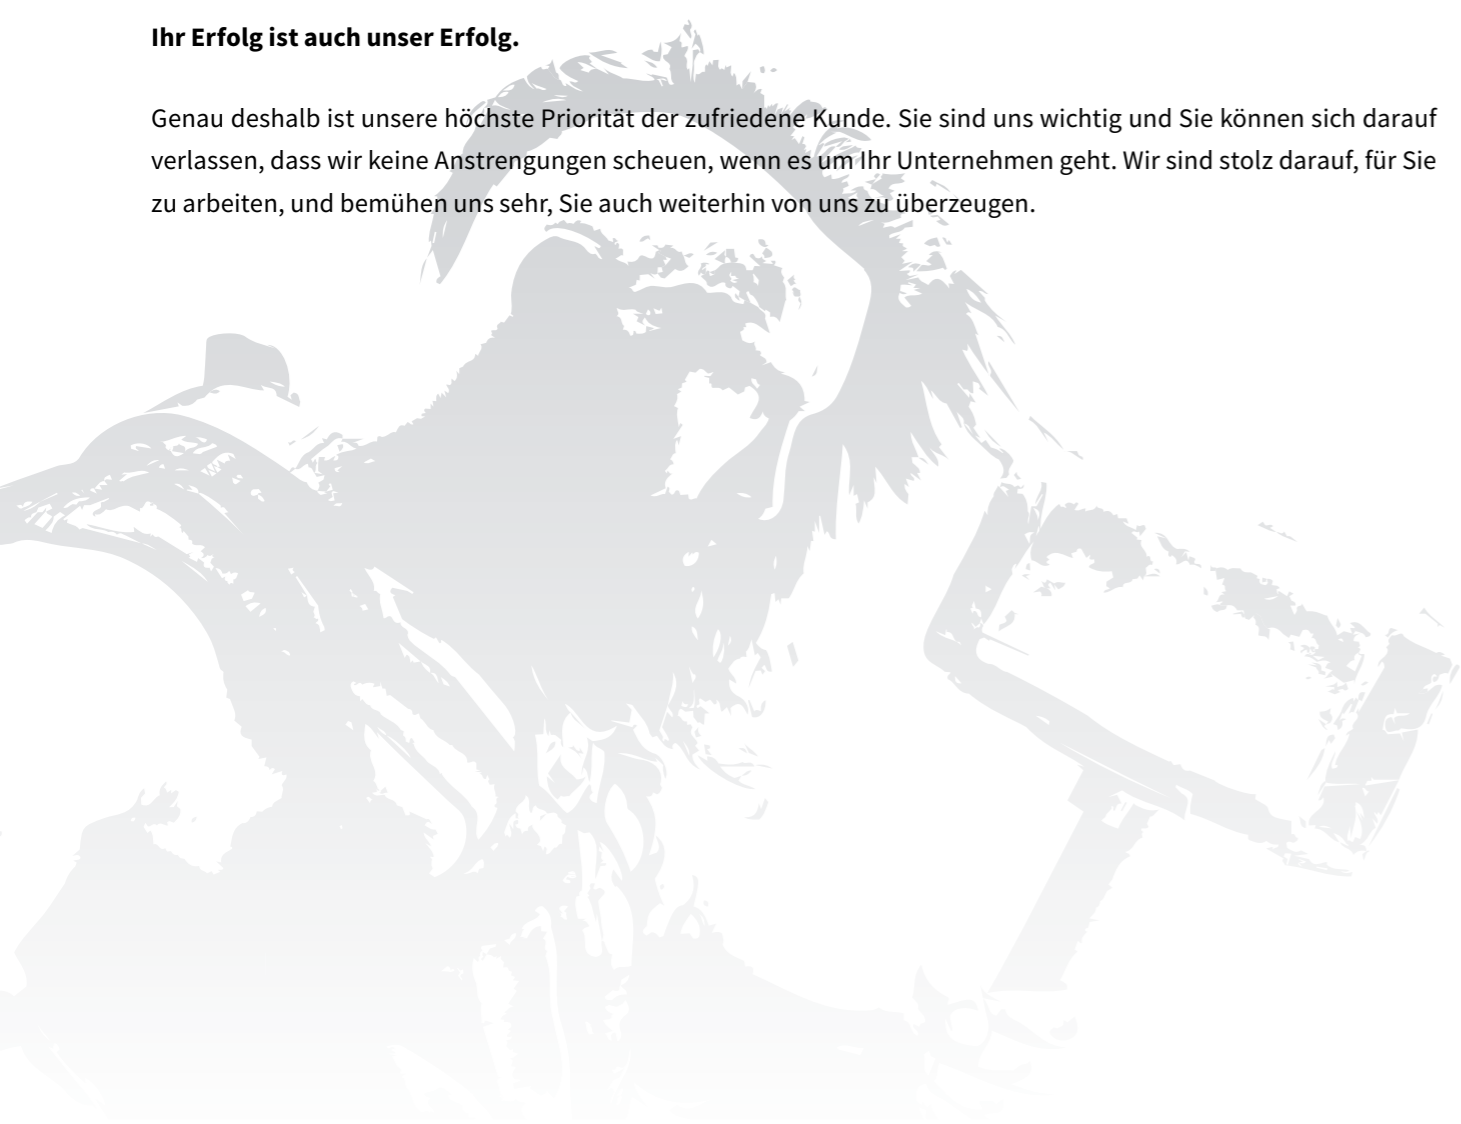 Ihr Erfolg ist auch unser Erfolg.
Genau deshalb ist unsere höchste Priorität der zufriedene Kunde. Sie sind uns wichtig und Sie können sich darauf
verlassen, dass wir keine Anstrengungen scheuen, wenn es um Ihr Unternehmen geht. Wir sind stolz darauf, für Sie
zu arbeiten, und bemühen uns sehr, Sie auch weiterhin von uns zu überzeugen.